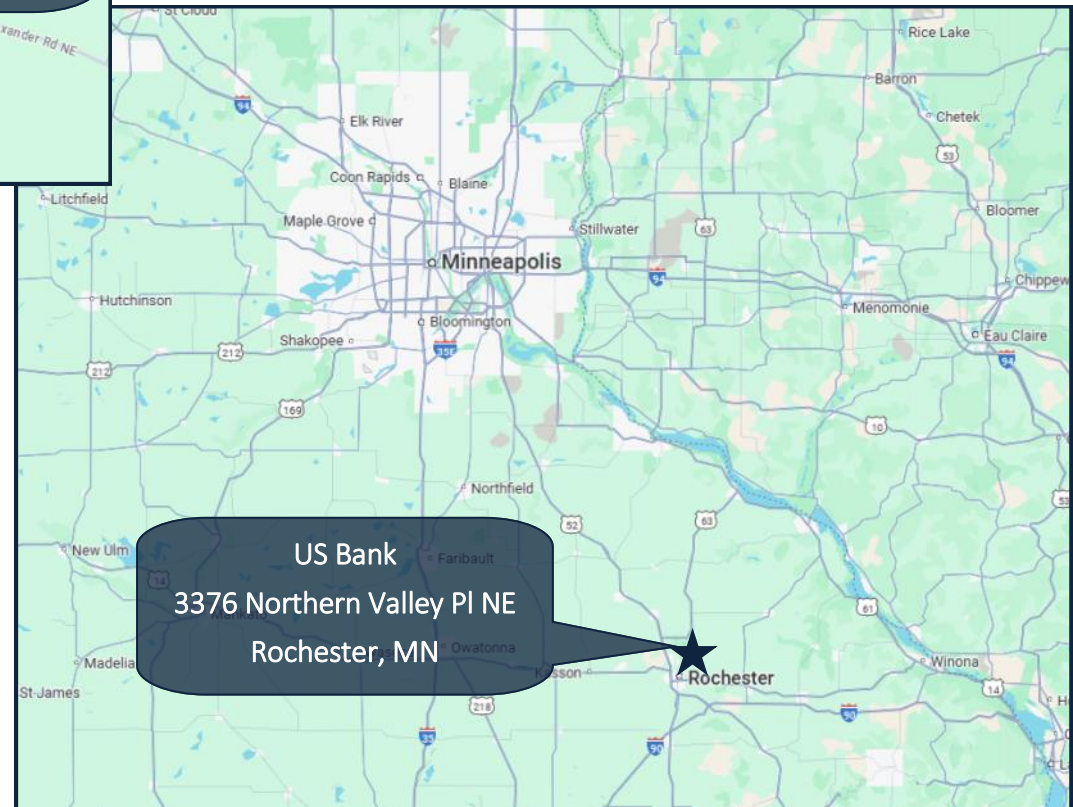 St Cloud
xander Rd NE
Rice Lake
Barron
94
Elk River
Chetek
53
Coon Rapids
Blaine
Litchfield
Maple Grove
Bloomer
63
Stillwater
Minneapolis
94
Chippew
Hutchinson
Menomonie
Bloomington
Eau Claire
Shakopee
35E
212
94
212
169
10
Northfield
53
52
63
US Bank
New Ulm
Faribault
3376 Northern Valley Pl NE
14
61
Mankato
Rochester, MN
Owatonna
Madelia
Winona
asson
Rochester
St James
14
218
90
35
90